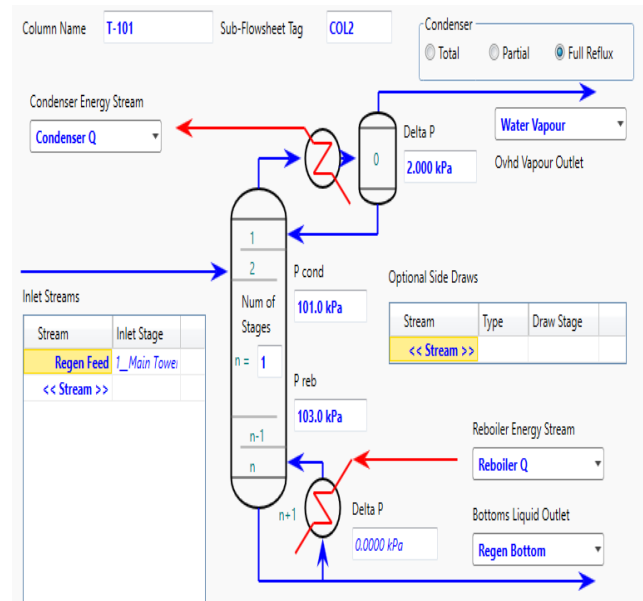 Column Name T-101 Sub-Flowsheet Tag COL2
Condenser
Total Partial Full Reflux
Condenser Energy Stream
Condenser Q
Delta P
2.000 kPa
Water Vapour
Ovhd Vapour Outlet
0
1
2
Num of
Stages
n = 1
n-1
n
n+1
Inlet Streams
Stream Inlet Stage
Regen Feed 1_Main Tower
<< Stream >>
P cond
101.0 kPa
P reb
103.0 kPa
Optional Side Draws
Stream Type Draw Stage
<< Stream >>
Reboiler Energy Stream
Reboiler Q
Delta P
0.0000 kPa
Bottoms Liquid Outlet
Regen Bottom